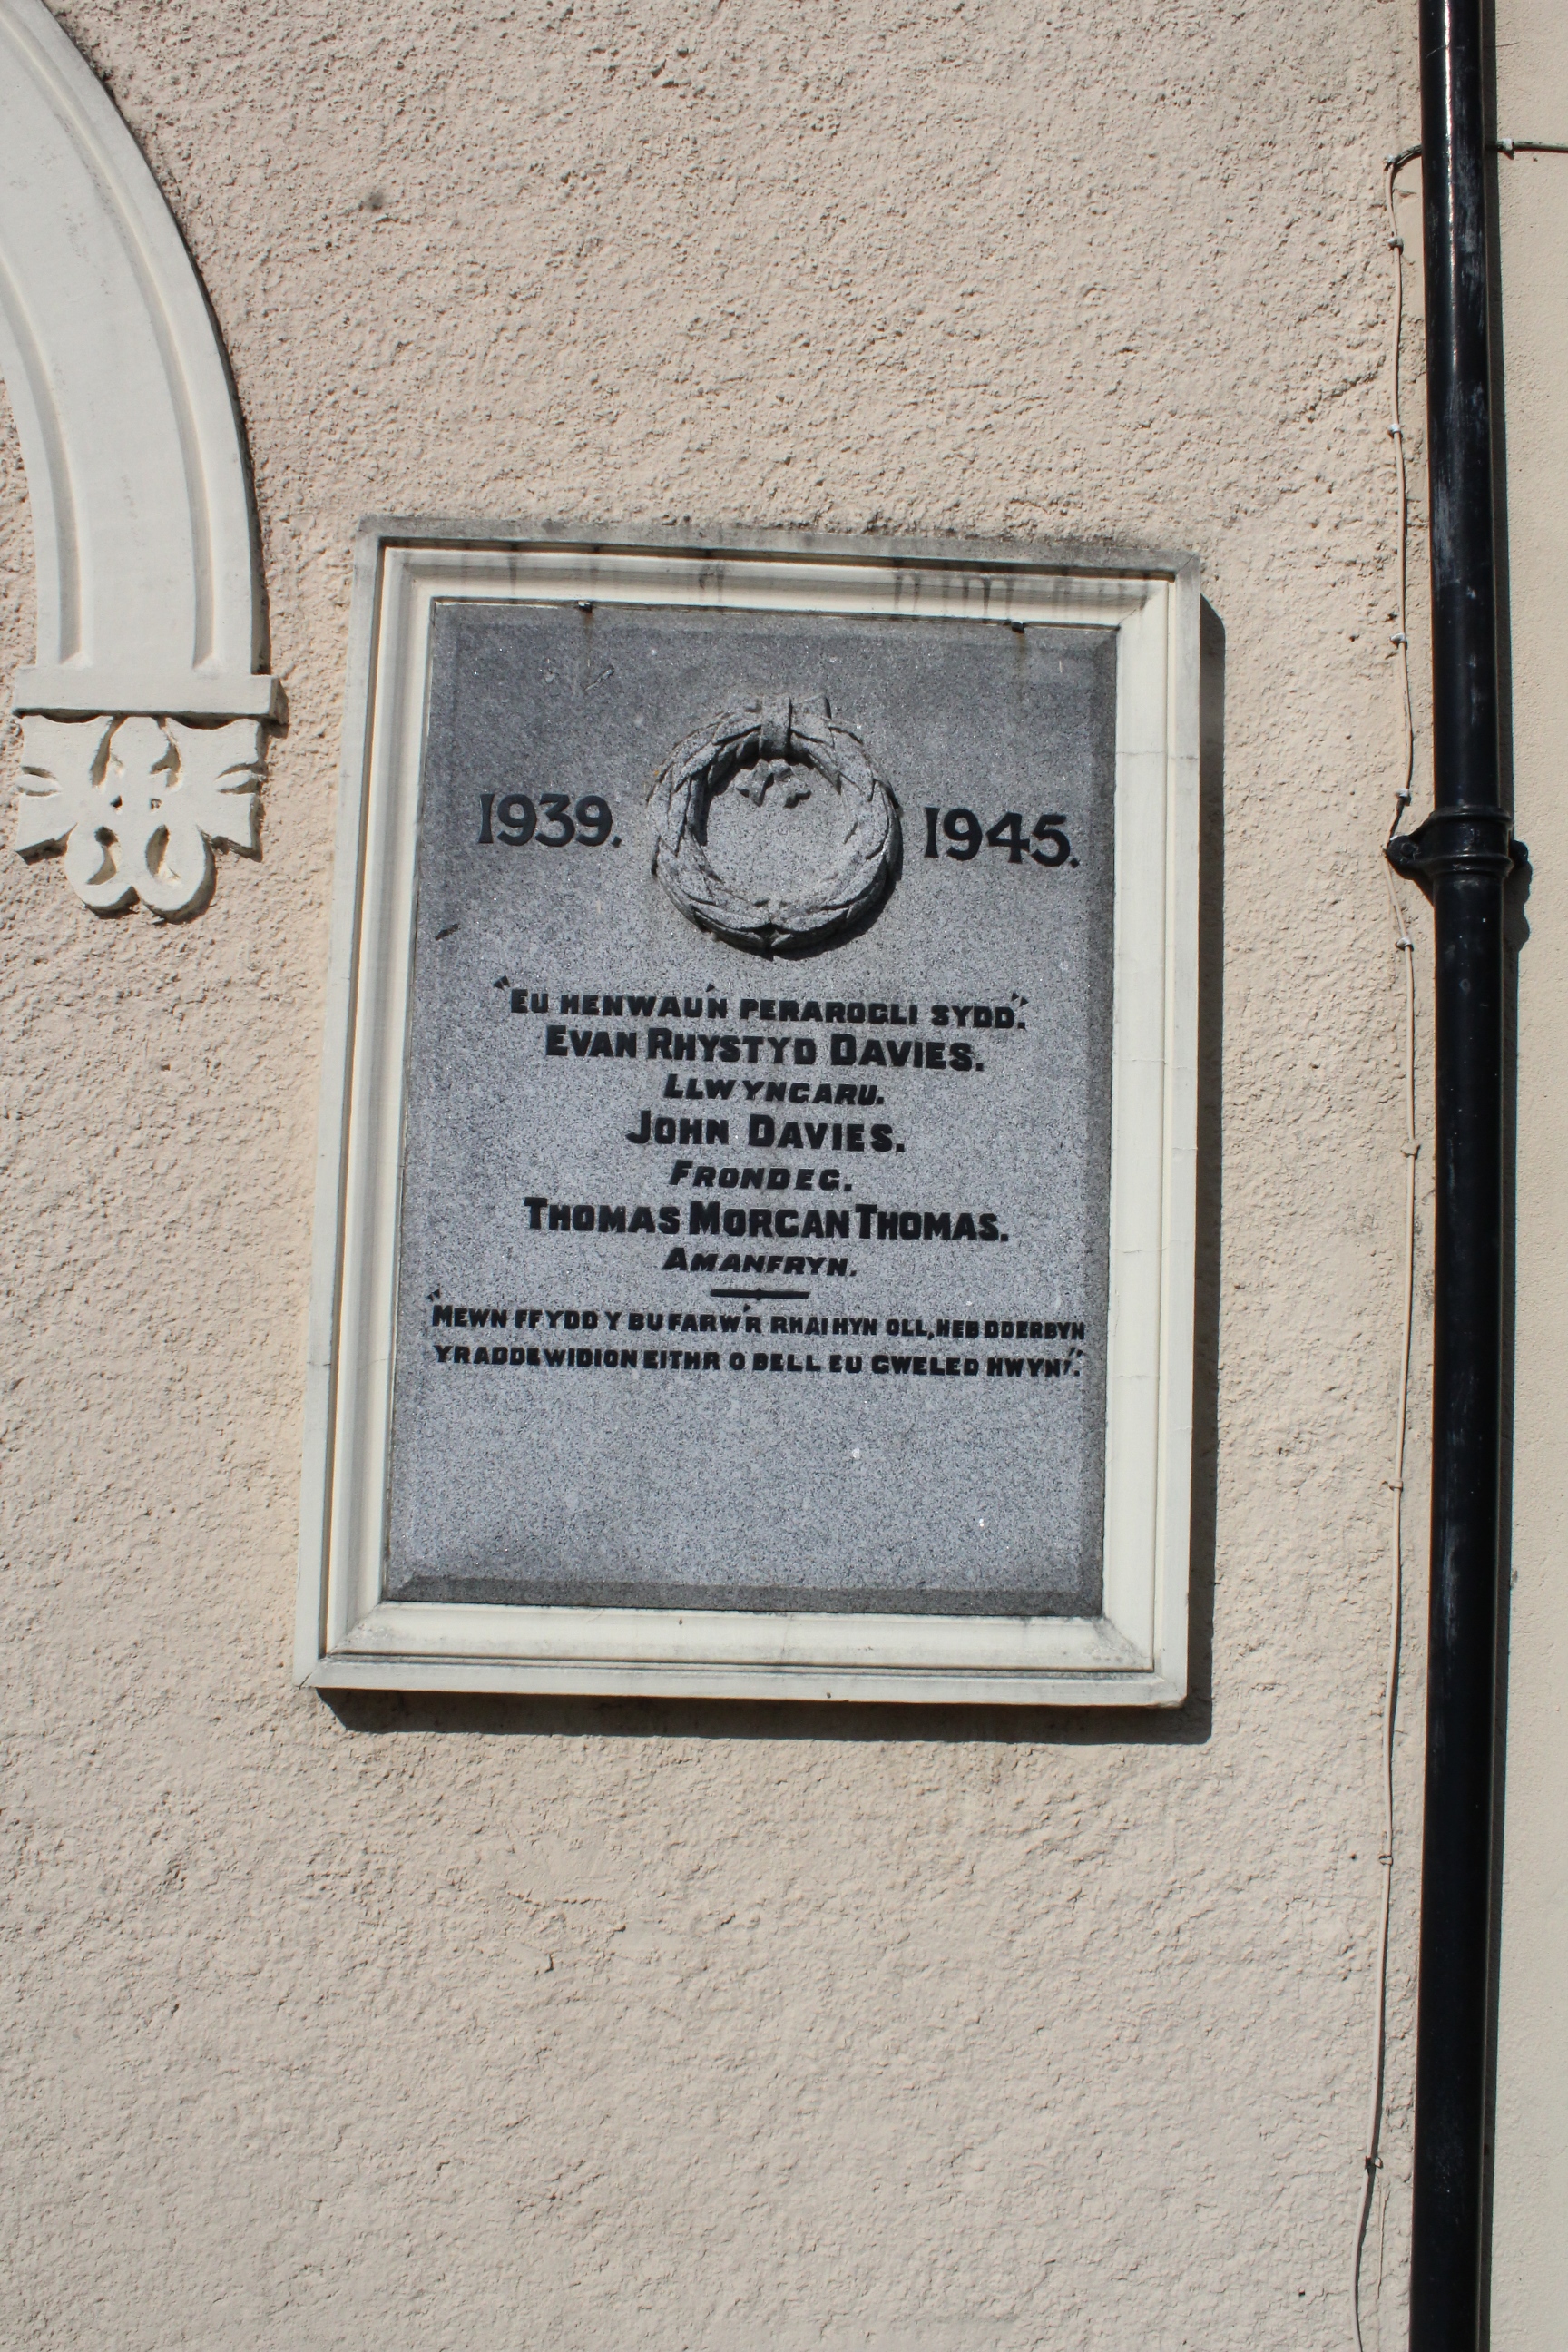 1939. 1945.
"EU HENWAU'N PERAROGLI SYDD".
EVAN RHYSTYD DAVIES.
LLWYNGARU.
JOHN DAVIES.
FRONDEG.
THOMAS MORGAN THOMAS.
AMANFRYN.
"MEWN FFYDD Y BU FARW'R RHAI HYN OLL, HEB DDERBYN
YR ADDEWIDION EITHR O BELL EU GWELED HWYNT".